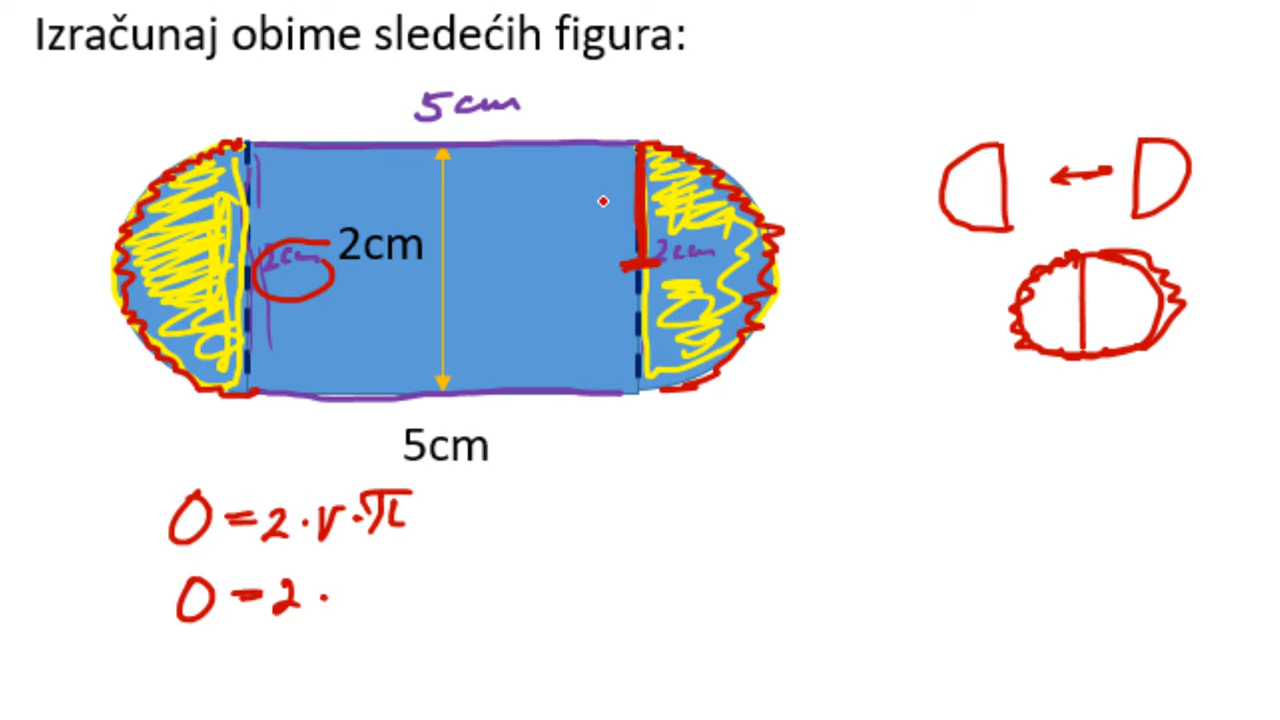 Izračunaj obime sledećih figura:
5cm
2cm
2cm
2cm
5cm
O = 2 · r · π
O = 2 ·